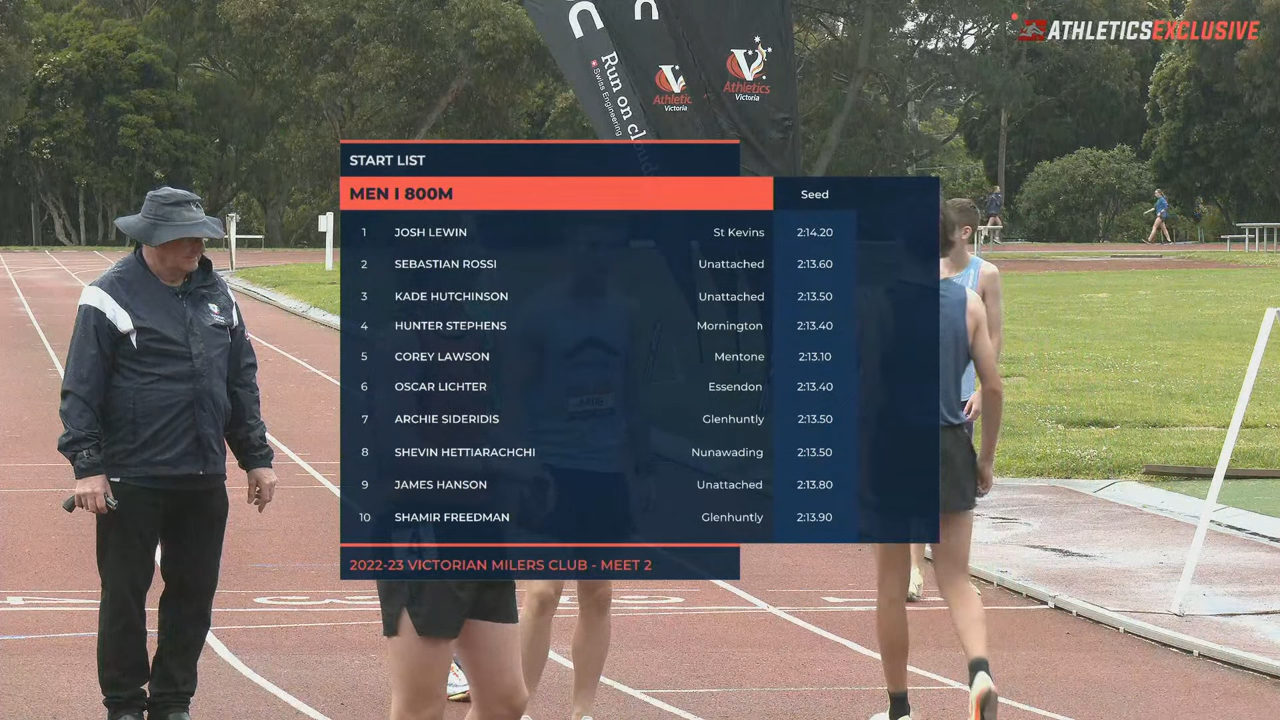 ATHLETICSEXCLUSIVE
Run on clouds
Swiss Engineering
Athletic
Victoria
Athletics
Victoria
START LIST
MEN I 800M Seed
1 JOSH LEWIN St Kevins 2:14.20
2 SEBASTIAN ROSSI Unattached 2:13.60
3 KADE HUTCHINSON Unattached 2:13.50
4 HUNTER STEPHENS Mornington 2:13.40
5 COREY LAWSON Mentone 2:13.10
6 OSCAR LICHTER Essendon 2:13.40
7 ARCHIE SIDERIDIS Glenhuntly 2:13.50
8 SHEVIN HETTIARACHCHI Nunawading 2:13.50
9 JAMES HANSON Unattached 2:13.80
10 SHAMIR FREEDMAN Glenhuntly 2:13.90
2022-23 VICTORIAN MILERS CLUB - MEET 2